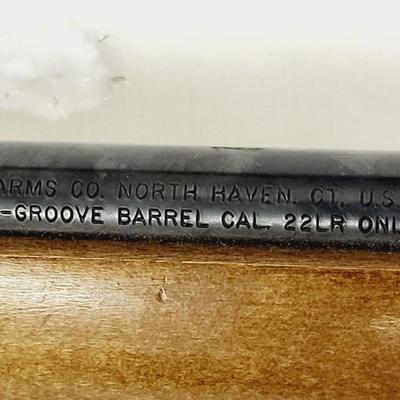 ARMS CO. NORTH HAVEN. CT. U.S.
-GROOVE BARREL CAL. 22LR ONL